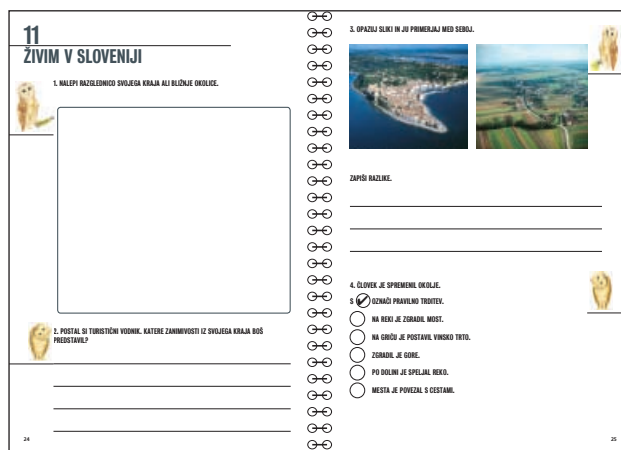 11
ŽIVIM V SLOVENIJI
1. NALEPI RAZGLEDNICO SVOJEGA KRAJA ALI BLIŽNJE OKOLICE.
2. POSTAL SI TURISTIČNI VODNIK. KATERE ZANIMIVOSTI IZ SVOJEGA KRAJA BOŠ
PREDSTAVIL?
24
3. OPAZUJ SLIKI IN JU PRIMERJAJ MED SEBOJ.
ZAPIŠI RAZLIKE.
4. ČLOVEK JE SPREMENIL OKOLJE.
S ✓ OZNAČI PRAVILNO TRDITEV.
NA REKI JE ZGRADIL MOST.
NA GRIČU JE POSTAVIL VINSKO TRTO.
ZGRADIL JE GORE.
PO DOLINI JE SPELJAL REKO.
MESTA JE POVEZAL S CESTAMI.
25